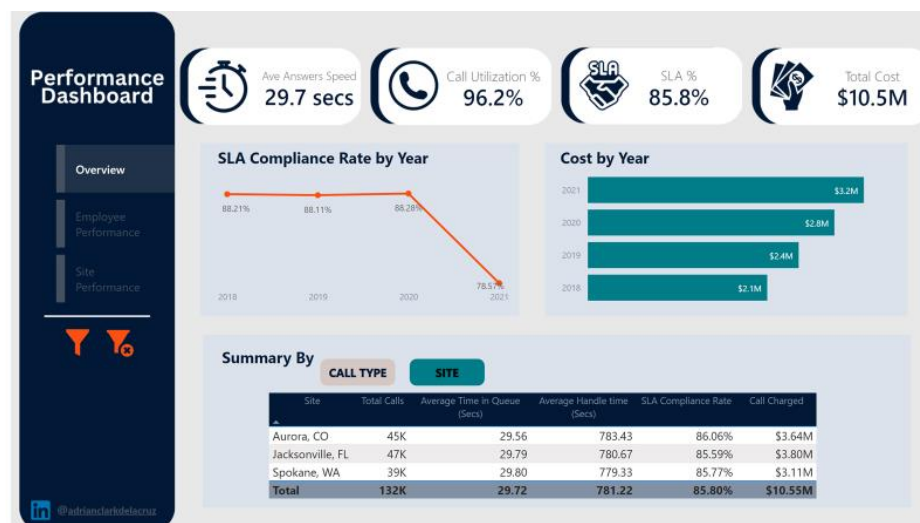 Performance
Dashboard
Overview
Employee
Performance
Site
Performance
@adrianclarkdelacruz
in
Ave Answers Speed
29.7 secs
Call Utilization %
96.2%
SLA
SLA %
85.8%
Total Cost
$10.5M
SLA Compliance Rate by Year
88.21%
88.11%
88.28%
78.57%
2018 2019 2020 2021
Cost by Year
2021 $3.2M
2020 $2.8M
2019 $2.4M
2018 $2.1M
Summary By
CALL TYPE SITE
Site Total Calls Average Time in Queue (Secs) Average Handle time (Secs) SLA Compliance Rate Call Charged
Aurora, CO 45K 29.56 783.43 86.06% $3.64M
Jacksonville, FL 47K 29.79 780.67 85.59% $3.80M
Spokane, WA 39K 29.80 779.33 85.77% $3.11M
Total 132K 29.72 781.22 85.80% $10.55M